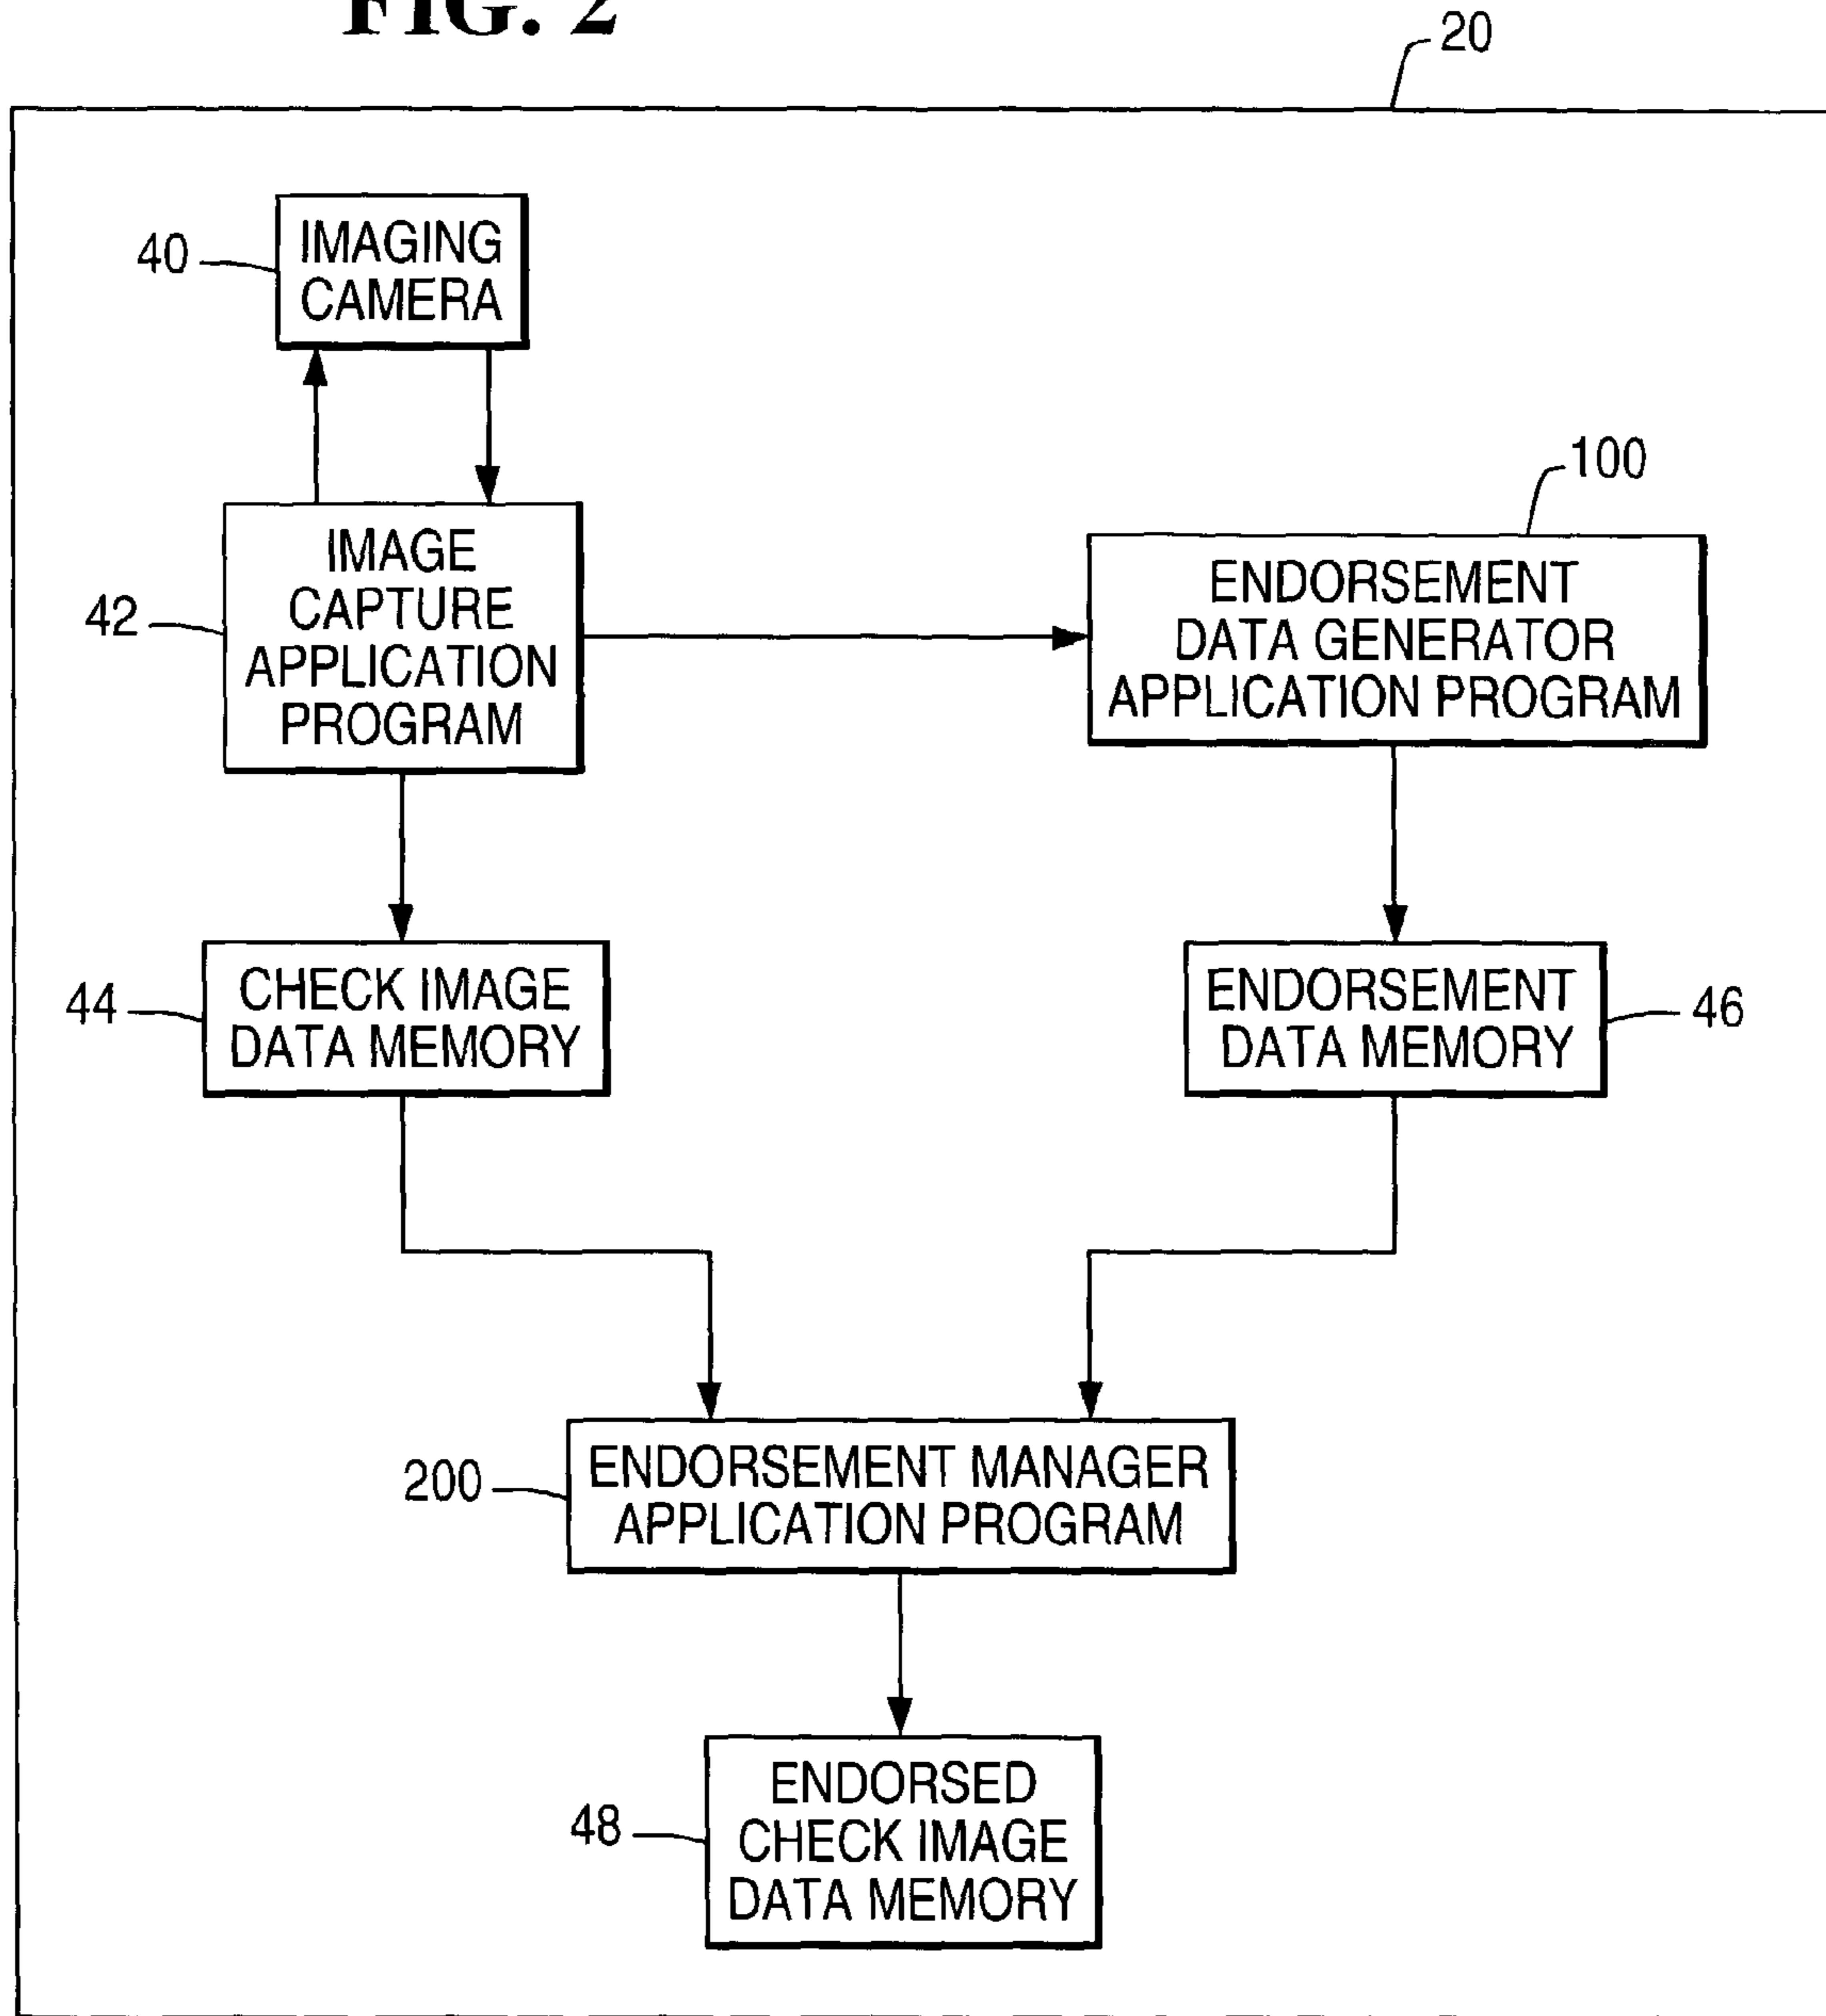 FIG. 2
20
40
IMAGING
CAMERA
100
42
IMAGE
CAPTURE
APPLICATION
PROGRAM
ENDORSEMENT
DATA GENERATOR
APPLICATION PROGRAM
44
CHECK IMAGE
DATA MEMORY
ENDORSEMENT
DATA MEMORY
46
200
ENDORSEMENT MANAGER
APPLICATION PROGRAM
48
ENDORSED
CHECK IMAGE
DATA MEMORY